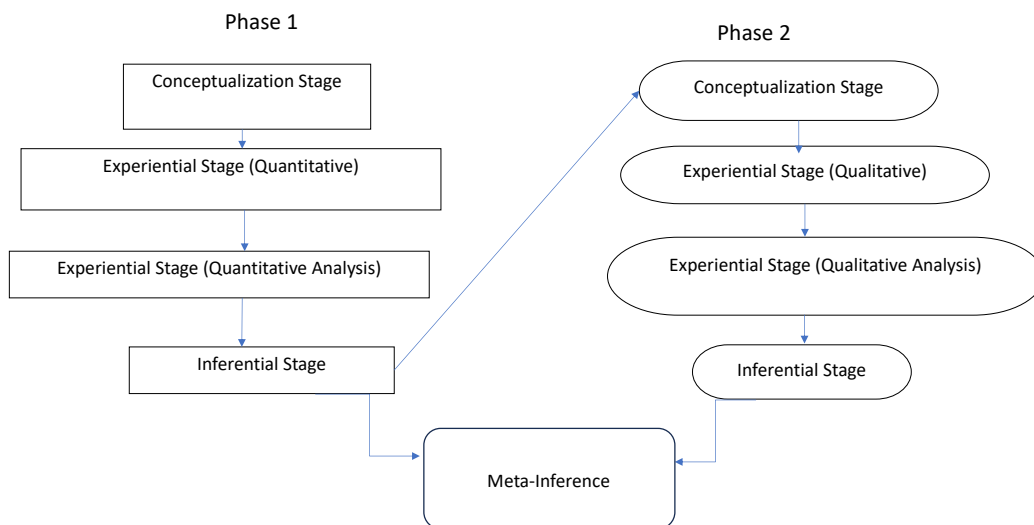 Phase 1
Conceptualization Stage
Experiential Stage (Quantitative)
Experiential Stage (Quantitative Analysis)
Inferential Stage
Phase 2
Conceptualization Stage
Experiential Stage (Qualitative)
Experiential Stage (Qualitative Analysis)
Inferential Stage
Meta-Inference